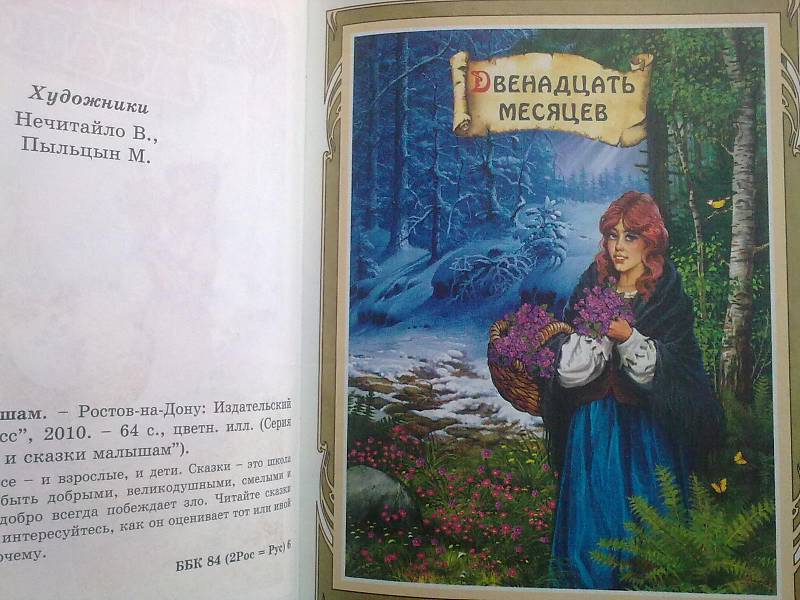 Художники
Нечитайло В.,
Пыльцын М.
шам. – Ростов-на-Дону: Издательский
сс”, 2010. – 64 с., цветн. илл. (Серия
и сказки малышам”).
се – и взрослые, и дети. Сказки – это школа
быть добрыми, великодушными, смелыми и
добро всегда побеждает зло. Читайте сказки
интересуйтесь, как он оценивает тот или иной
очему.
ББК 84 (2Рос = Рус) 6
ДВЕНАДЦАТЬ
МЕСЯЦЕВ